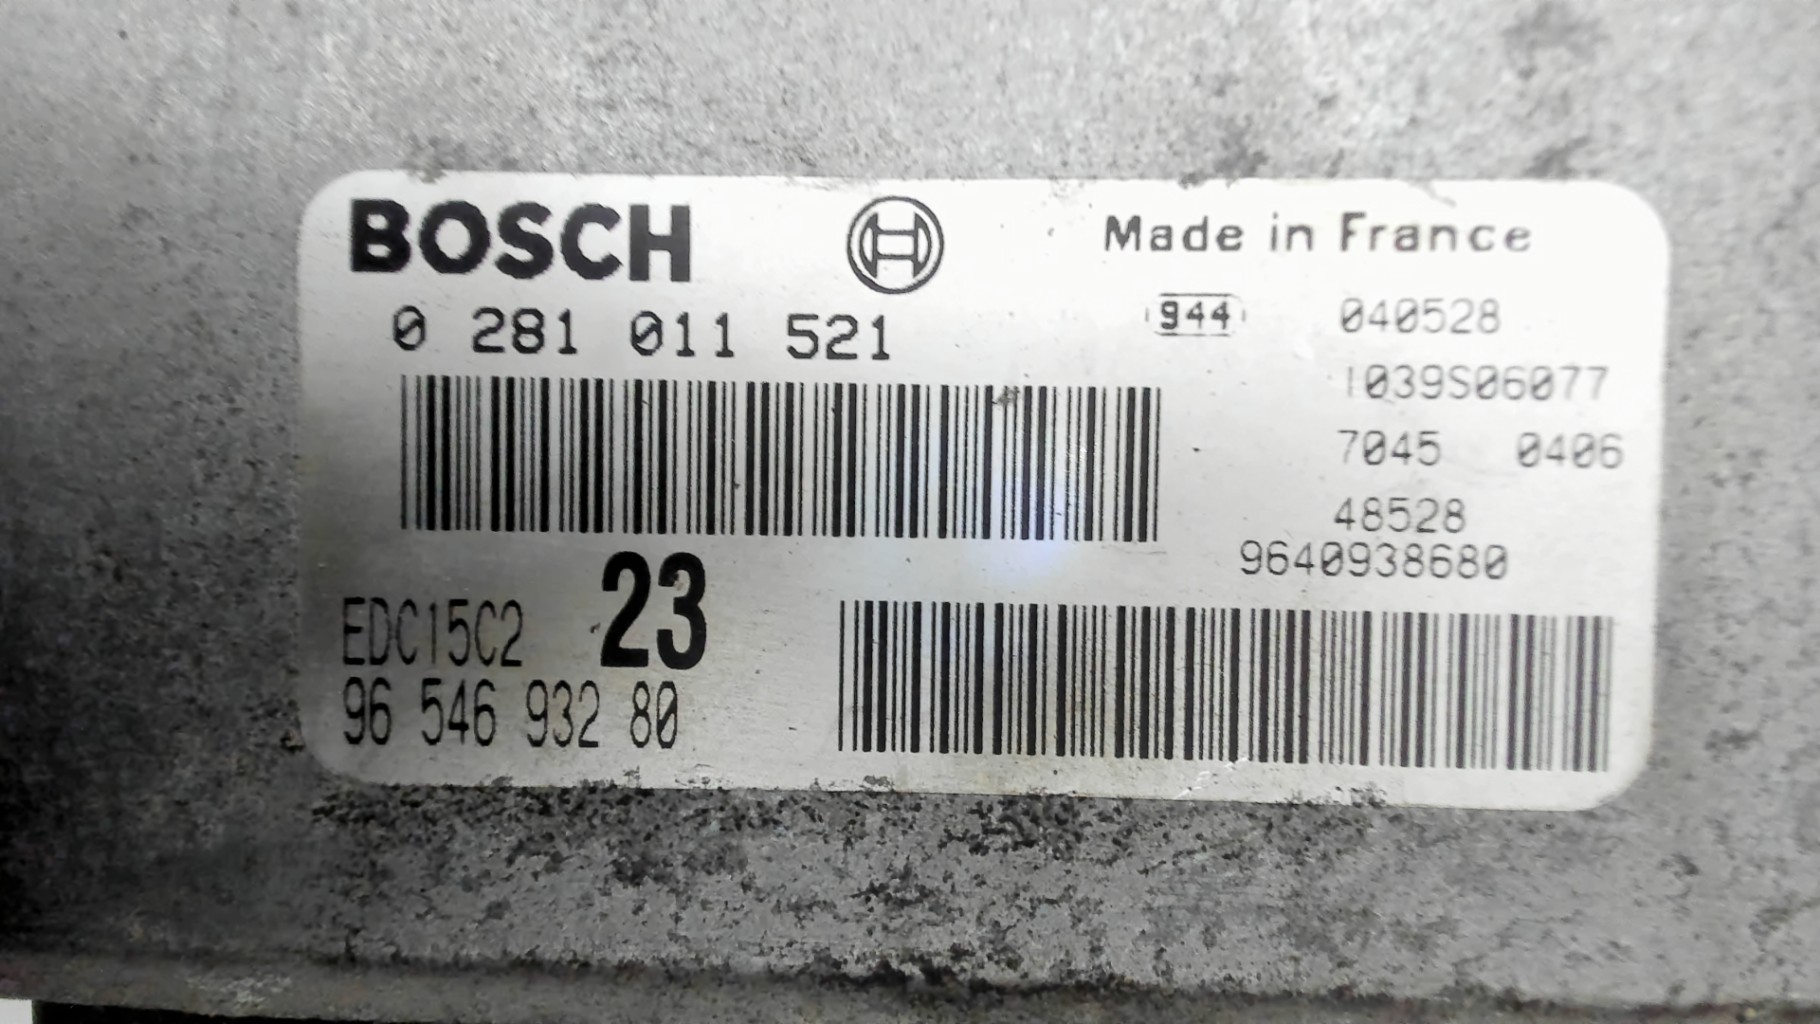 BOSCH Made in France
0 281 011 521
944 040528
1039S06077
7045 0406
48528
9640938680
EDC15C2 23
96 546 932 80